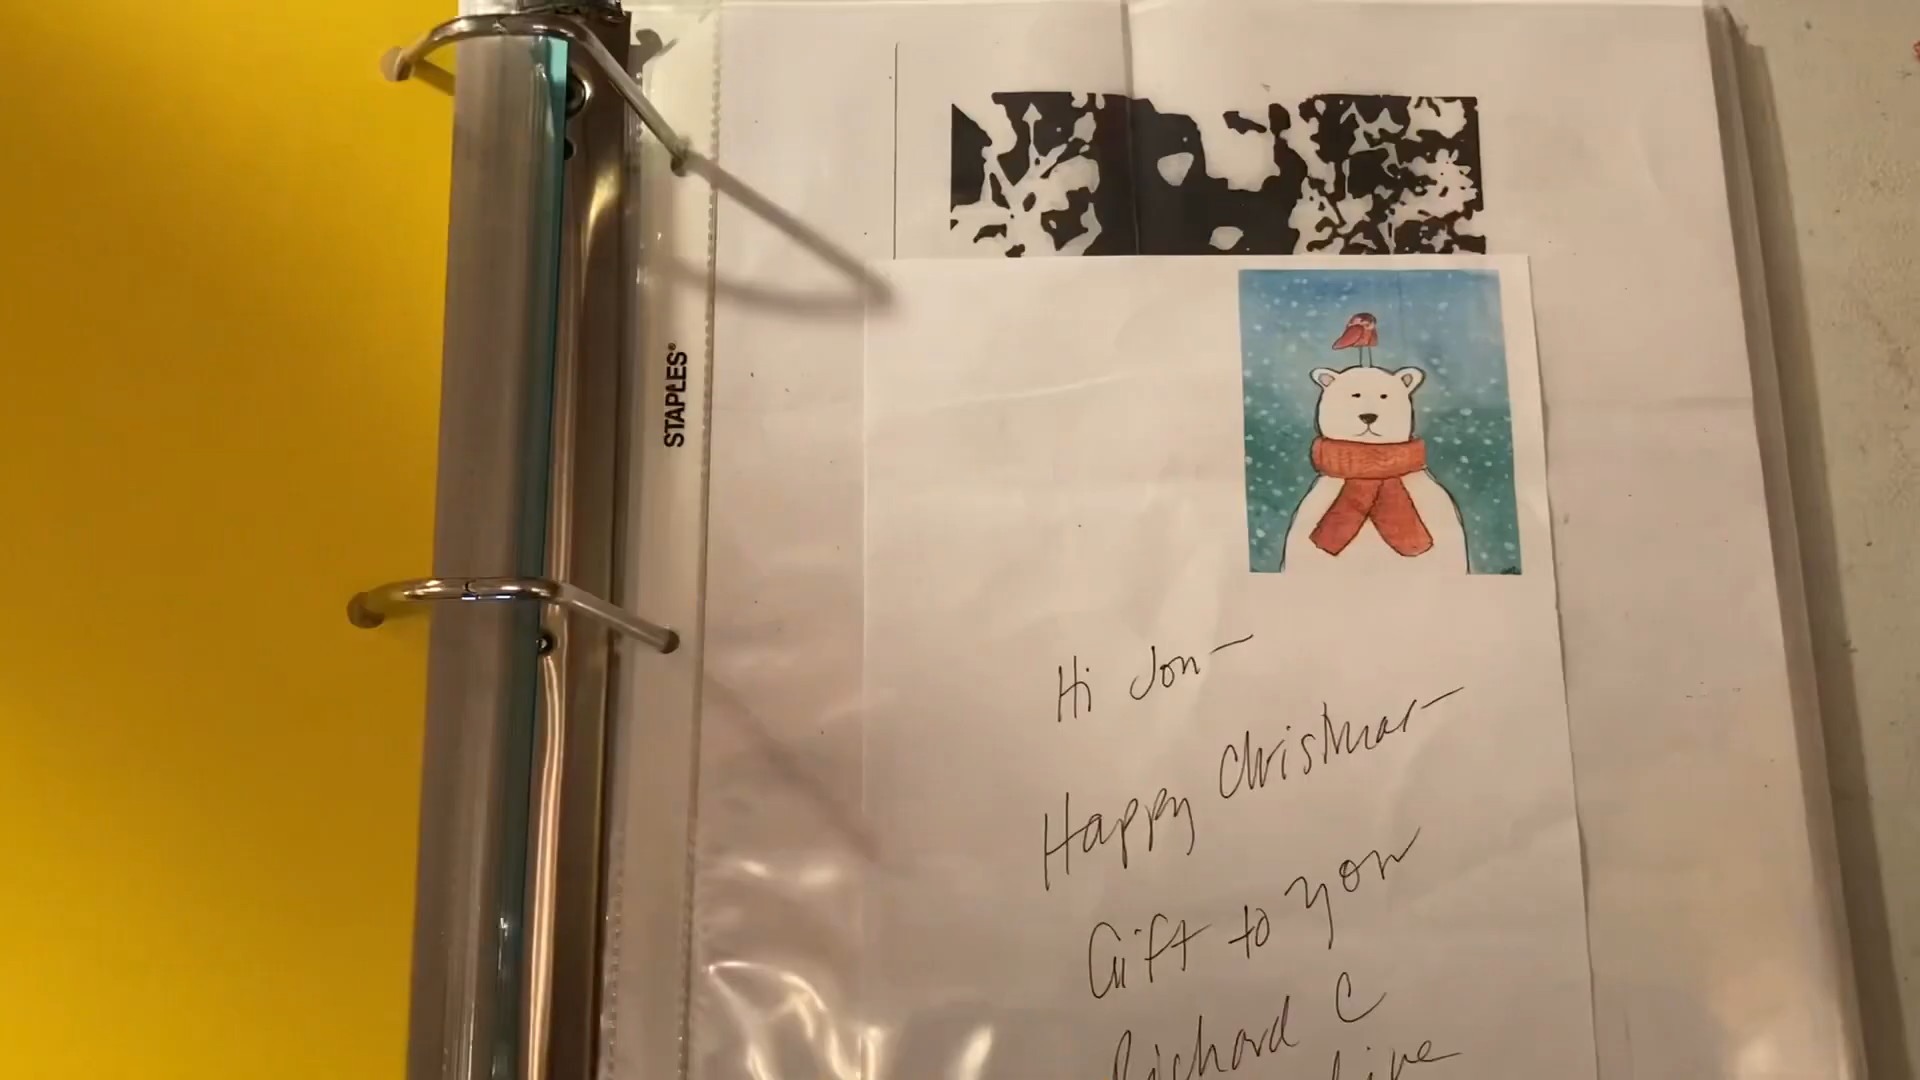 STAPLES®
Hi Jon-
Happy Christmas-
Gift to you
Richard C